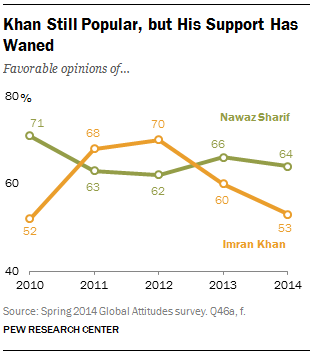 Khan Still Popular, but His Support Has
Waned
Favorable opinions of...
80%
71
68
70
Nawaz Sharif
66
64
60
63
62
60
52
53
Imran Khan
40
2010 2011 2012 2013 2014
Source: Spring 2014 Global Attitudes survey. Q46a, f.
PEW RESEARCH CENTER